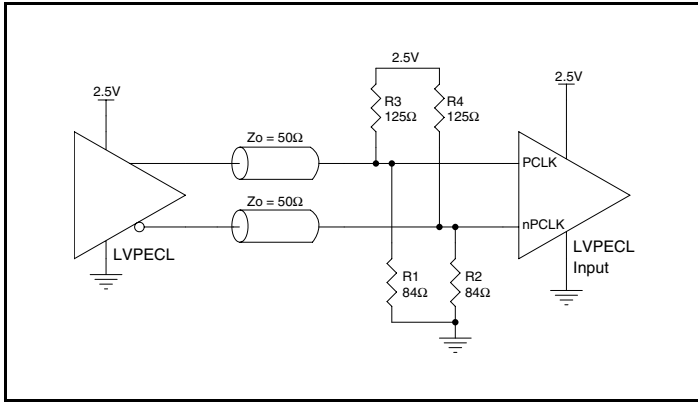 2.5V
2.5V
2.5V
R3
125Ω
R4
125Ω
Zo = 50Ω
PCLK
Zo = 50Ω
nPCLK
LVPECL
LVPECL
Input
R1
84Ω
R2
84Ω